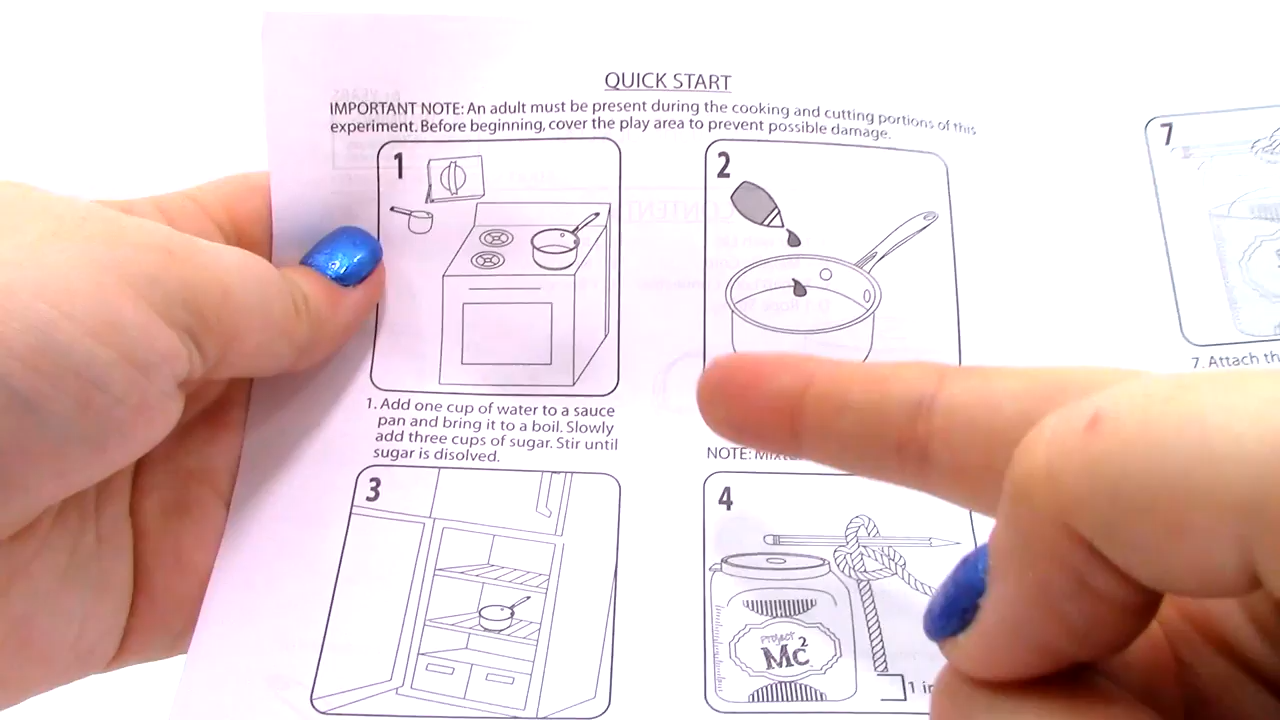 QUICK START
IMPORTANT NOTE: An adult must be present during the cooking and cutting portions of this
experiment. Before beginning, cover the play area to prevent possible damage.
1
2
7
1. Add one cup of water to a sauce
pan and bring it to a boil. Slowly
add three cups of sugar. Stir until
sugar is disolved.
NOTE:
7. Attach
3
4
Project
Mc2
1